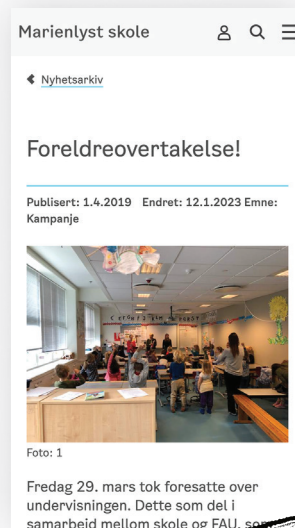 Marienlyst skole
Nyhetsarkiv
Foreldreovertakelse!
Publisert: 1.4.2019 Endret: 12.1.2023 Emne:
Kampanje
Foto: 1
Fredag 29. mars tok foresatte over
undervisningen. Dette som del i
samarbeid mellom skole og FAU, som